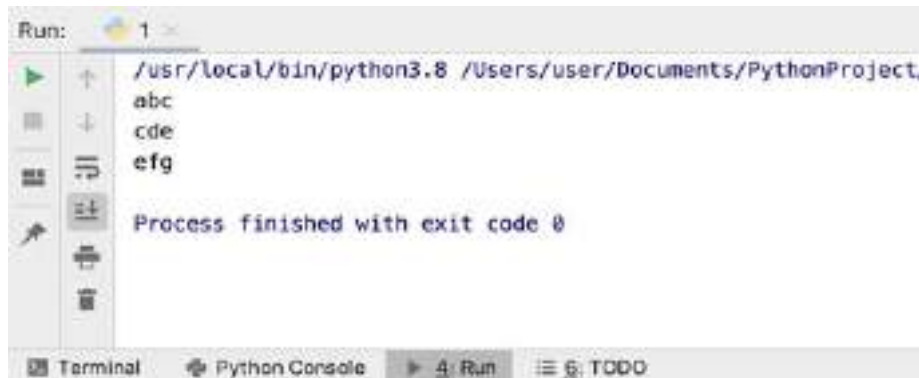 Run: 1
/usr/local/bin/python3.8 /Users/user/Documents/PythonProject/
abc
cde
efg
Process finished with exit code 0
Terminal Python Console 4: Run 6: TODO